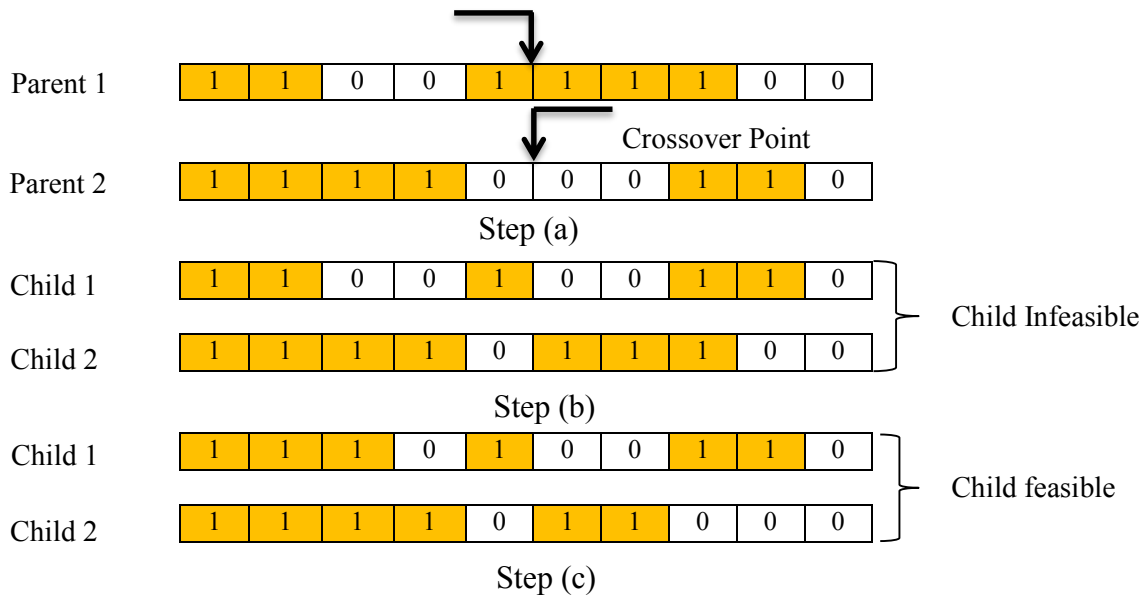 Parent 1 1 1 0 0 1 1 1 1 0 0
Crossover Point
Parent 2 1 1 1 1 0 0 0 1 1 0
Step (a)
Child 1 1 1 0 0 1 0 0 1 1 0
Child Infeasible
Child 2 1 1 1 1 0 1 1 1 0 0
Step (b)
Child 1 1 1 1 0 1 0 0 1 1 0
Child feasible
Child 2 1 1 1 1 0 1 1 0 0 0
Step (c)